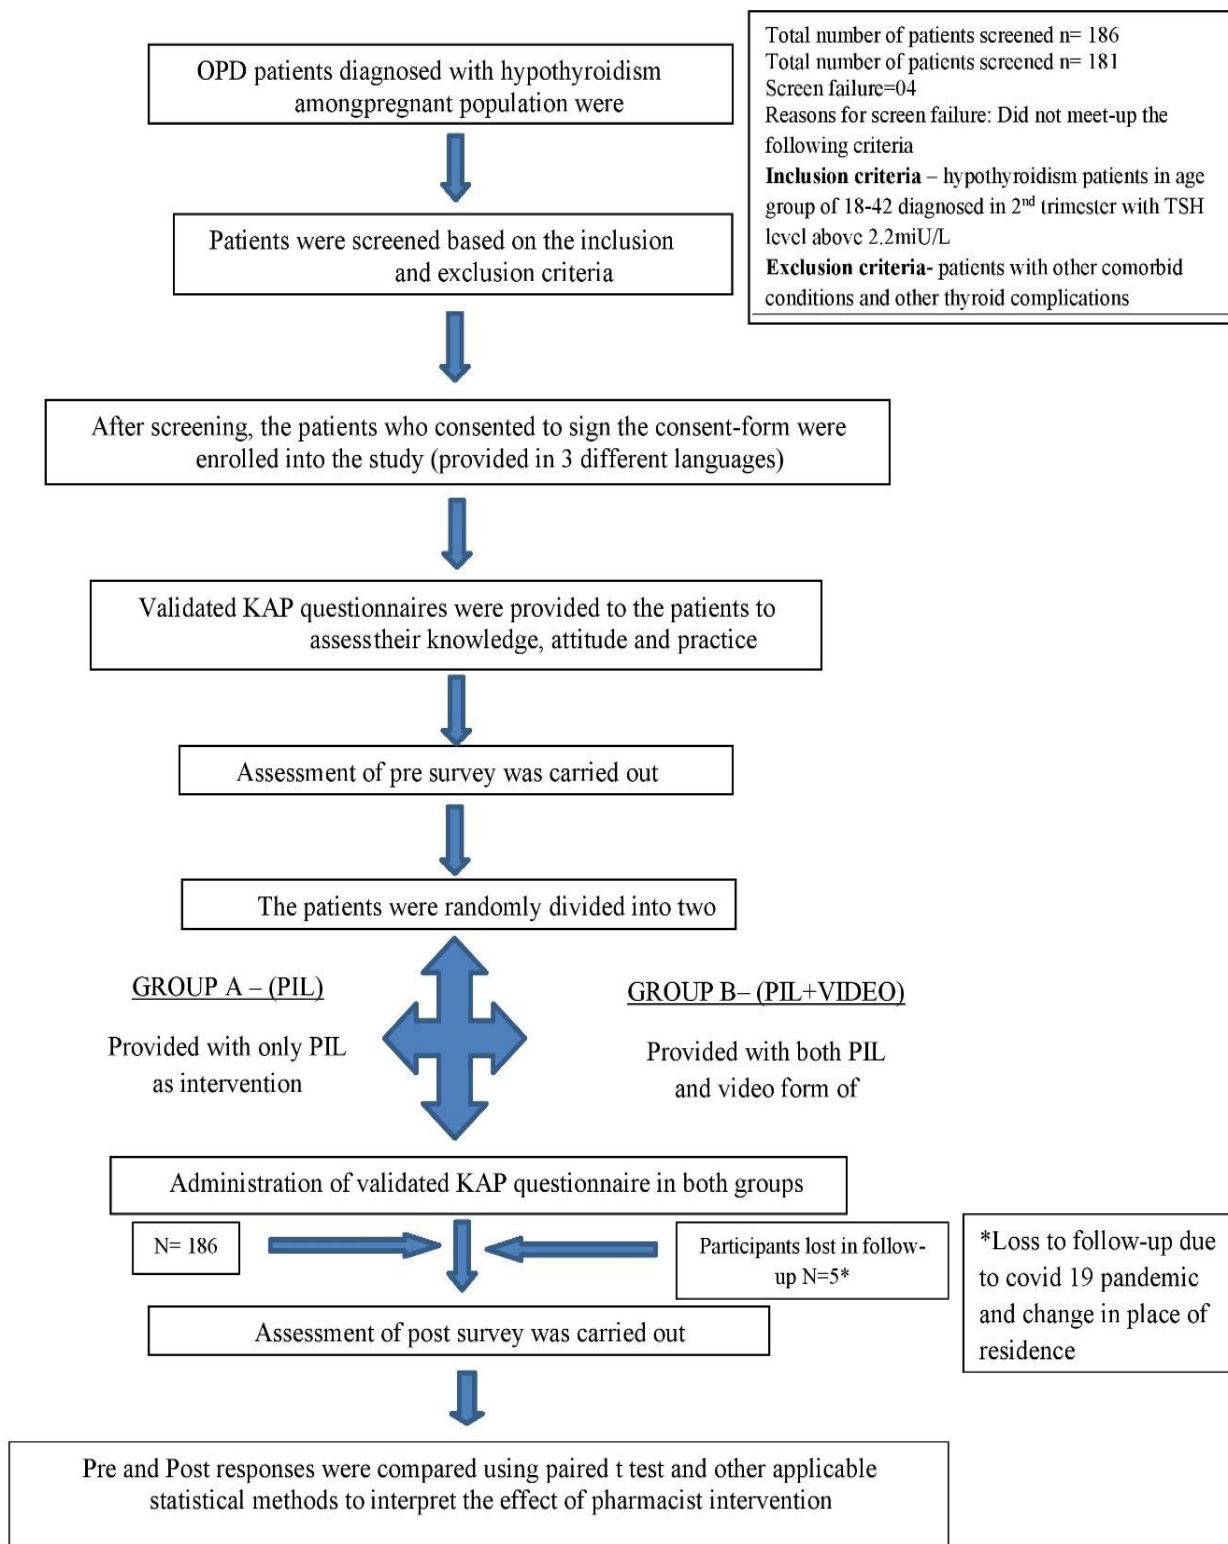 OPD patients diagnosed with hypothyroidism
amongpregnant population were
Total number of patients screened n= 186
Total number of patients screened n= 181
Screen failure=04
Reasons for screen failure: Did not meet-up the
following criteria
Inclusion criteria – hypothyroidism patients in age
group of 18-42 diagnosed in 2nd trimester with TSH
level above 2.2miU/L
Exclusion criteria- patients with other comorbid
conditions and other thyroid complications
Patients were screened based on the inclusion
and exclusion criteria
After screening, the patients who consented to sign the consent-form were
enrolled into the study (provided in 3 different languages)
Validated KAP questionnaires were provided to the patients to
assesstheir knowledge, attitude and practice
Assessment of pre survey was carried out
The patients were randomly divided into two
GROUP A – (PIL)
Provided with only PIL
as intervention
GROUP B– (PIL+VIDEO)
Provided with both PIL
and video form of
Administration of validated KAP questionnaire in both groups
N= 186
Participants lost in follow-
up N=5*
*Loss to follow-up due
to covid 19 pandemic
and change in place of
residence
Assessment of post survey was carried out
Pre and Post responses were compared using paired t test and other applicable
statistical methods to interpret the effect of pharmacist intervention